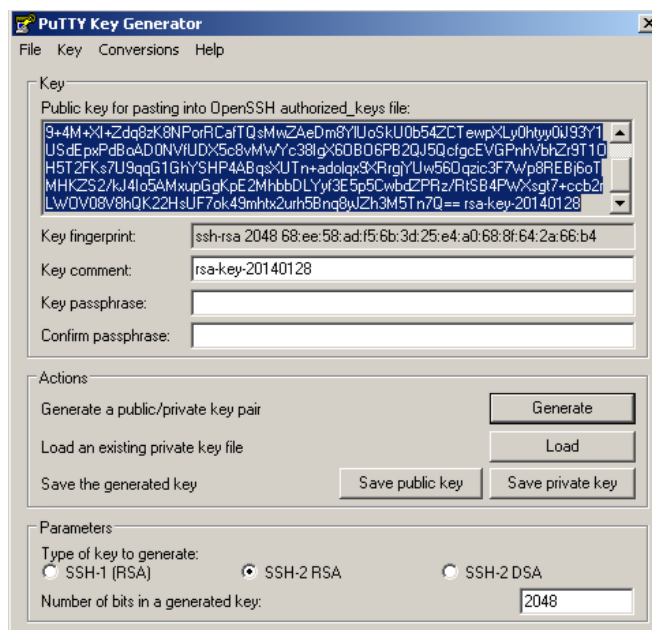 PuTTY Key Generator
File Key Conversions Help
Key
Public key for pasting into OpenSSH authorized_keys file:
9+4M+XI+Zdq8zK8NPorRCafTQsMwZAeDm8YlUoSkU0b54ZCTewpXLy0htyy0iJ93Y1
USdEpxPdBoAD0NVfUDX5c8vMWYc38IgX6OBO6PB2QJ5QcfgcEVGPnhVbhZr9T1O
H5T2FKs7U9qqG1GhYSHP4ABqsXUTn+adolqx9XRrgjYUw56Oqzic3F7Wp8REBj6oT
MHKZS2/kJ4Io5AMxupGgKpE2MhbbDLYyf3E5p5CwbdZPRz/RtSB4PWXsgt7+ccb2r
LWOV08V8hQK22HsUF7ok49mhtx2urh5Bnq8yJZh3M5Tn7Q== rsa-key-20140128
Key fingerprint: ssh-rsa 2048 68:ee:58:ad:f5:6b:3d:25:e4:a0:68:8f:64:2a:66:b4
Key comment: rsa-key-20140128
Key passphrase:
Confirm passphrase:
Actions
Generate a public/private key pair Generate
Load an existing private key file Load
Save the generated key Save public key Save private key
Parameters
Type of key to generate:
SSH-1 (RSA) SSH-2 RSA SSH-2 DSA
Number of bits in a generated key: 2048